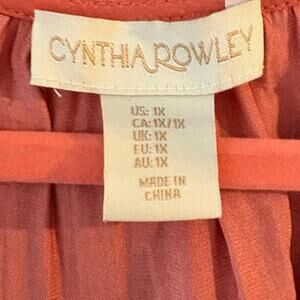 CYNTHIA ROWLEY
US: 1X
CA: 1X/1X
UK: 1X
EU: 1X
AU: 1X
MADE IN
CHINA